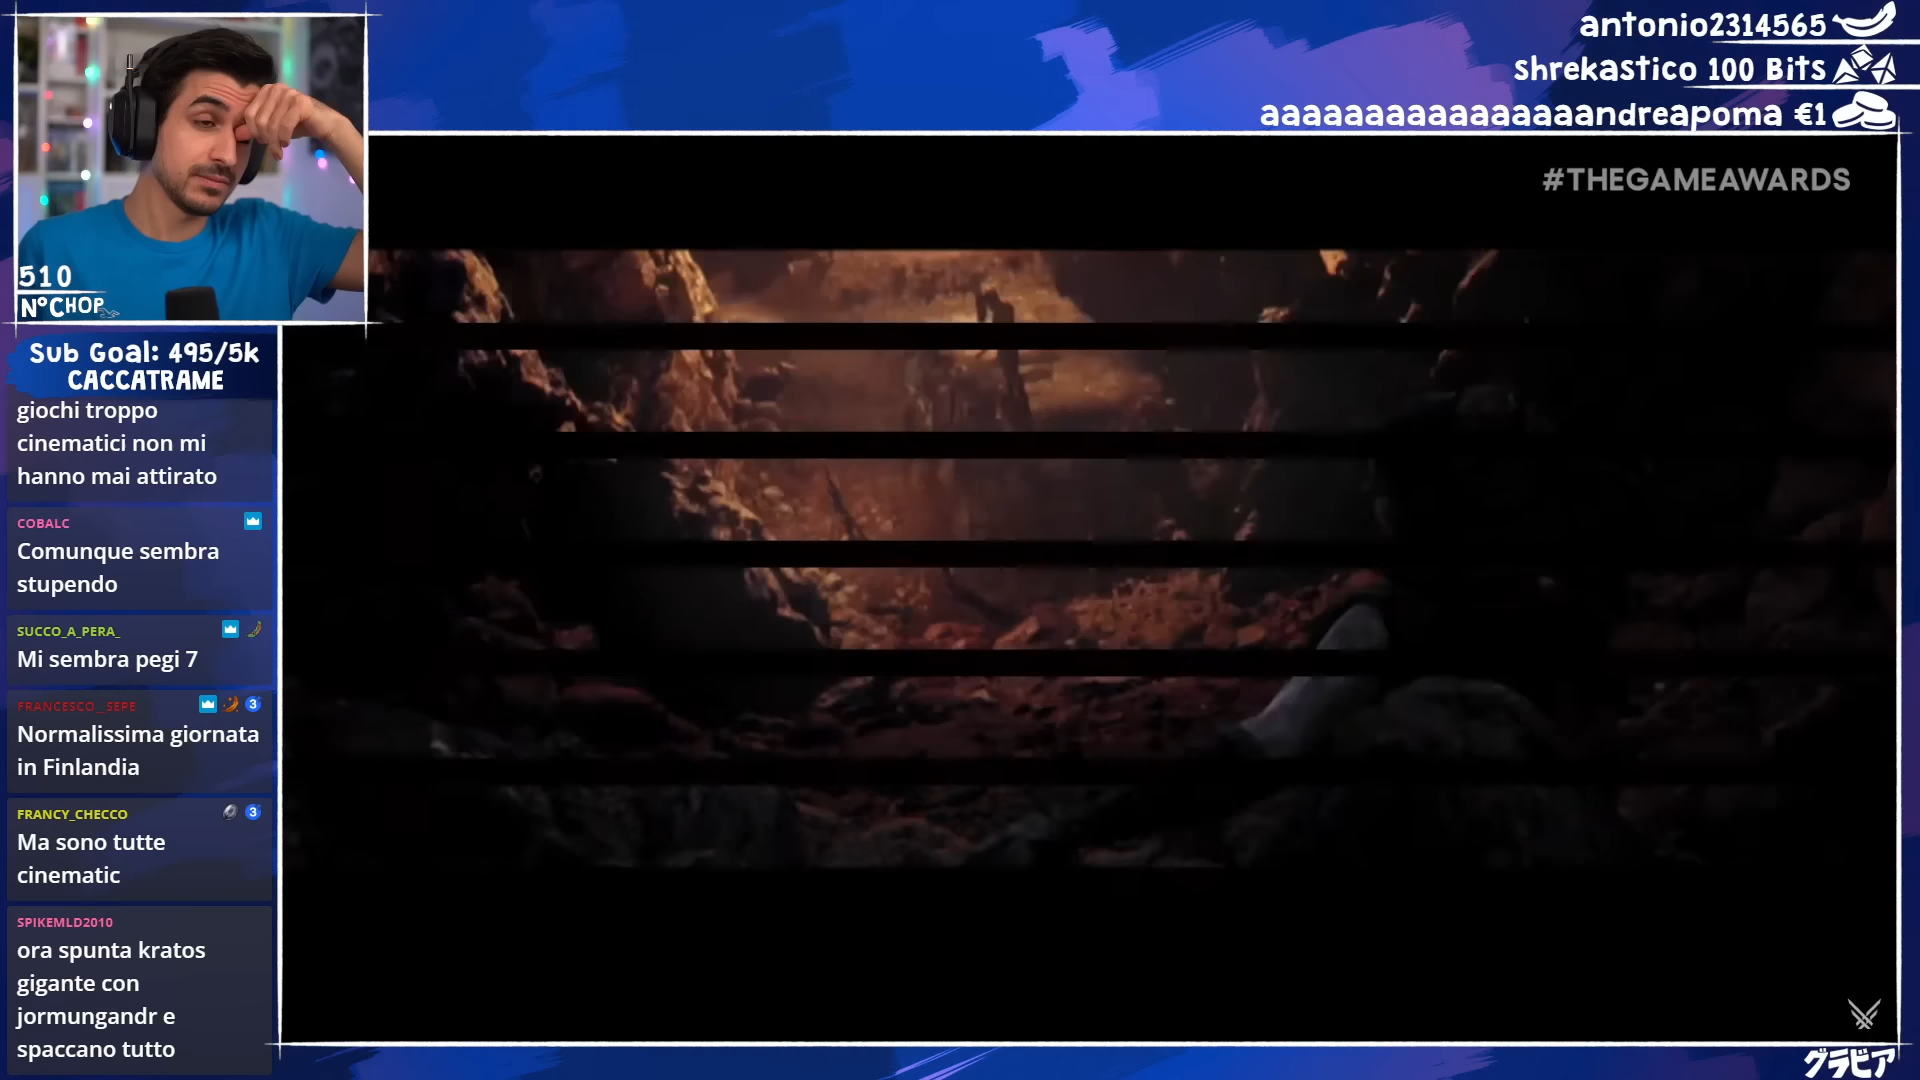 antonio2314565
shrekastico 100 Bits
aaaaaaaaaaaaaaaandreapoma €1
#THEGAMEAWARDS
510
N°CHOP
Sub Goal: 495/5k
CACCATRAME
giochi troppo
cinematici non mi
hanno mai attirato
COBALC
Comunque sembra
stupendo
SUCCO_A_PERA_
Mi sembra pegi 7
FRANCESCO__SEPE
3
Normalissima giornata
in Finlandia
FRANCY_CHECCO
3
Ma sono tutte
cinematic
SPIKEMLD2010
ora spunta kratos
gigante con
jormungandr e
spaccano tutto
グラビア